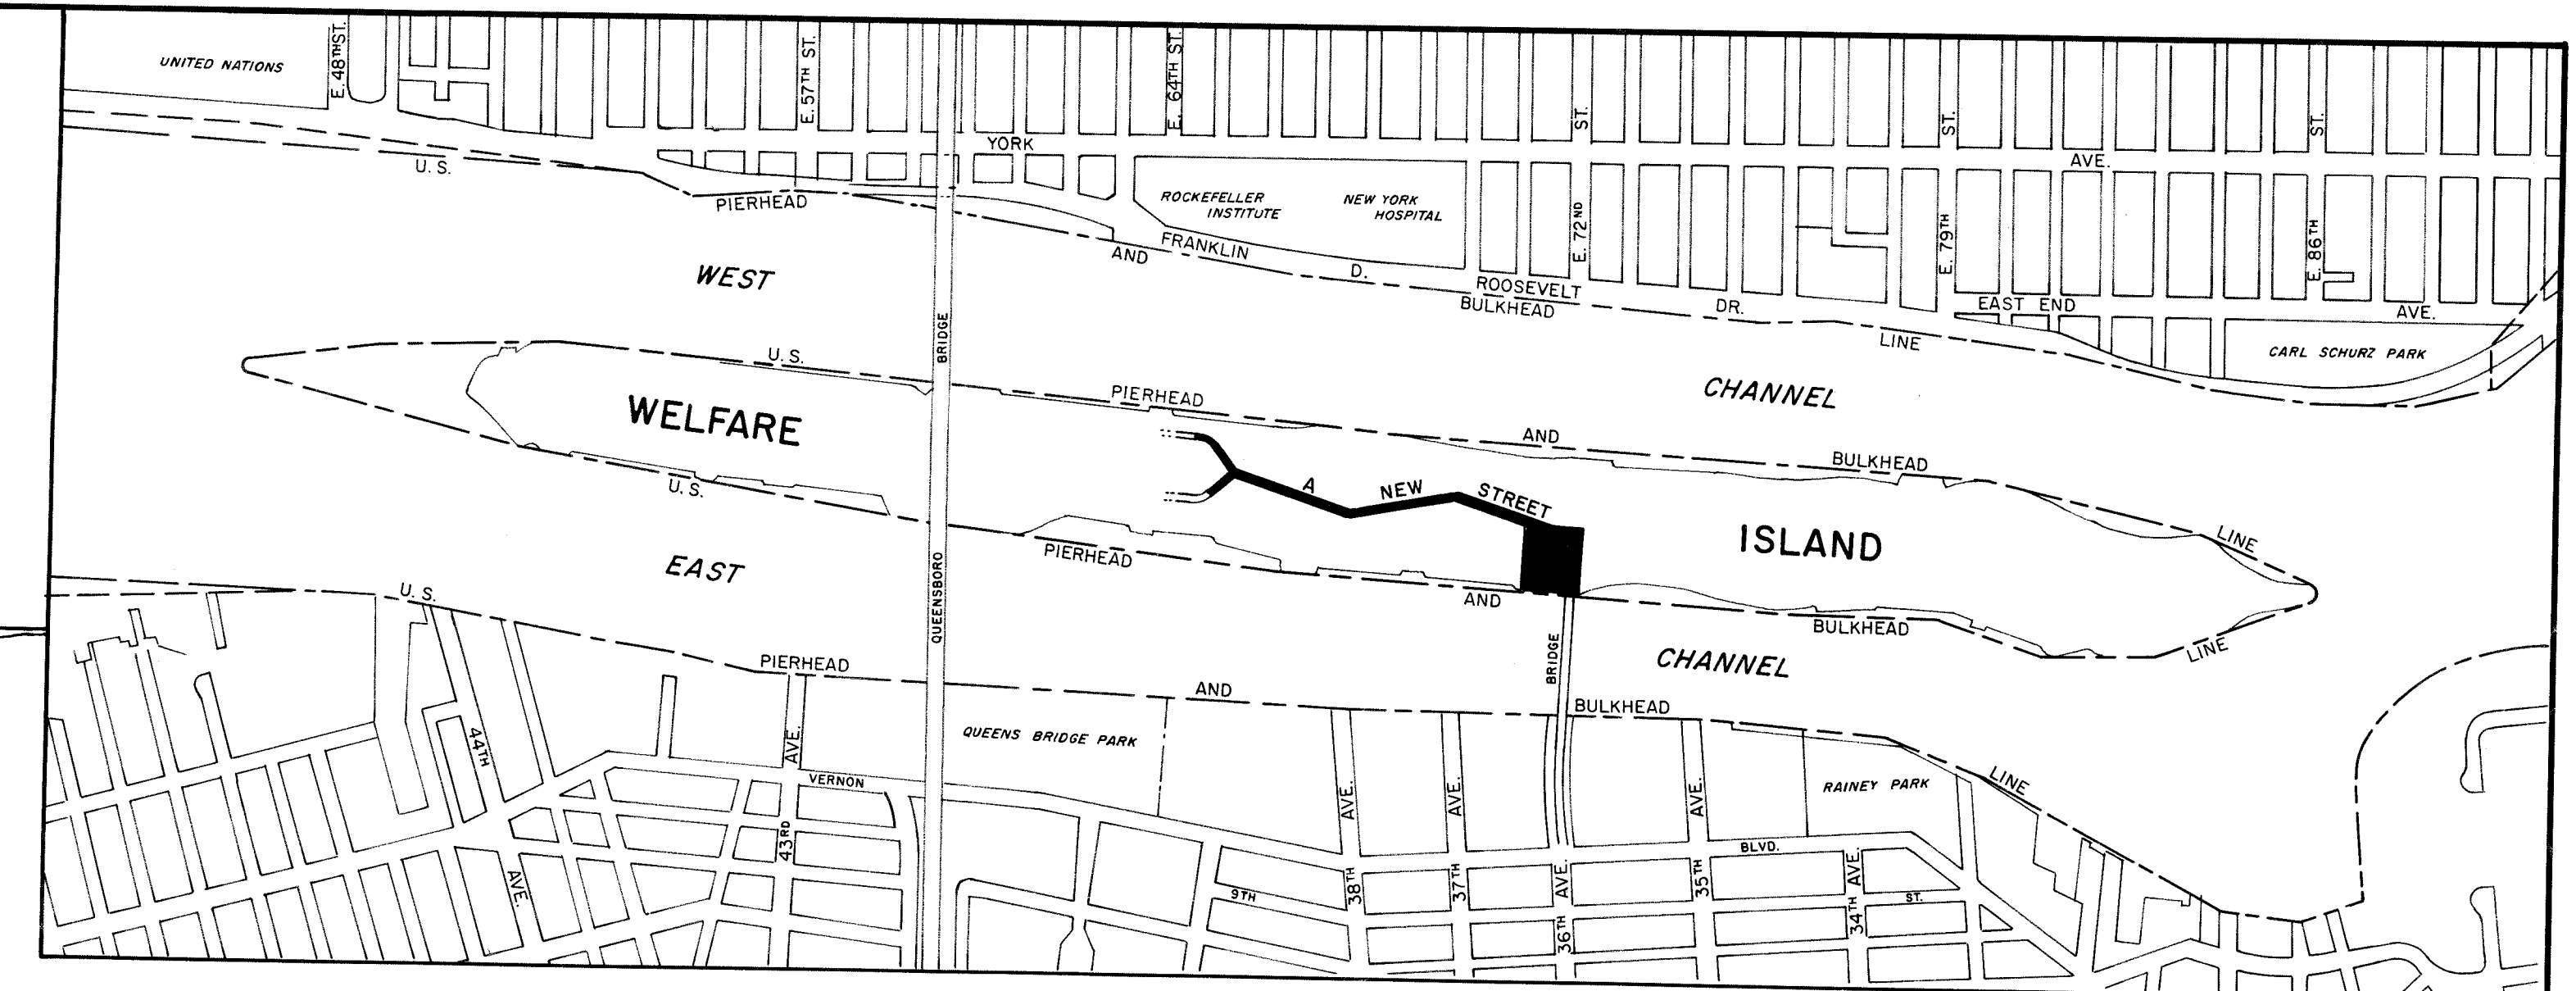 UNITED NATIONS
E. 48TH ST.
E. 57TH ST.
E. 64TH ST.
E. 72ND ST.
E. 79TH ST.
E. 86TH ST.
YORK AVE.
U. S. PIERHEAD AND BULKHEAD LINE
ROCKEFELLER
INSTITUTE
NEW YORK
HOSPITAL
FRANKLIN D. ROOSEVELT DR.
EAST END AVE.
CARL SCHURZ PARK
WEST CHANNEL
U. S. PIERHEAD AND BULKHEAD LINE
WELFARE ISLAND
A NEW STREET
U. S. PIERHEAD AND BULKHEAD LINE
QUEENSBORO BRIDGE
EAST CHANNEL
BRIDGE
U. S. PIERHEAD AND BULKHEAD LINE
QUEENS BRIDGE PARK
RAINEY PARK
VERNON BLVD.
44TH AVE.
43RD AVE.
38TH AVE.
37TH AVE.
36TH AVE.
35TH AVE.
34TH AVE.
9TH ST.